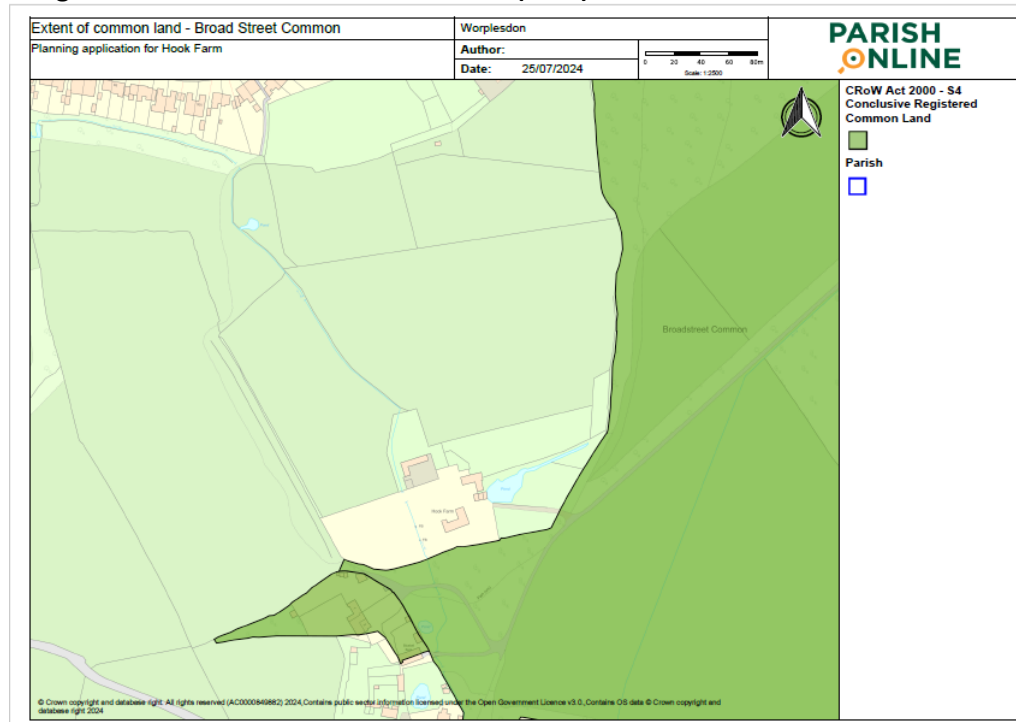 Extent of common land - Broad Street Common
Planning application for Hook Farm
Worplesdon
Author:
Date: 25/07/2024
0 20 40 60 80m
Scale: 1:2500
PARISH
ONLINE
CRoW Act 2000 - S4
Conclusive Registered
Common Land
Parish
Broadstreet Common
Pond
Hook Farm
Pond
© Crown copyright and database right. All rights reserved (AC0000849882) 2024,Contains public sector information licensed under the Open Government Licence v3.0.,Contains OS data © Crown copyright and
database right 2024